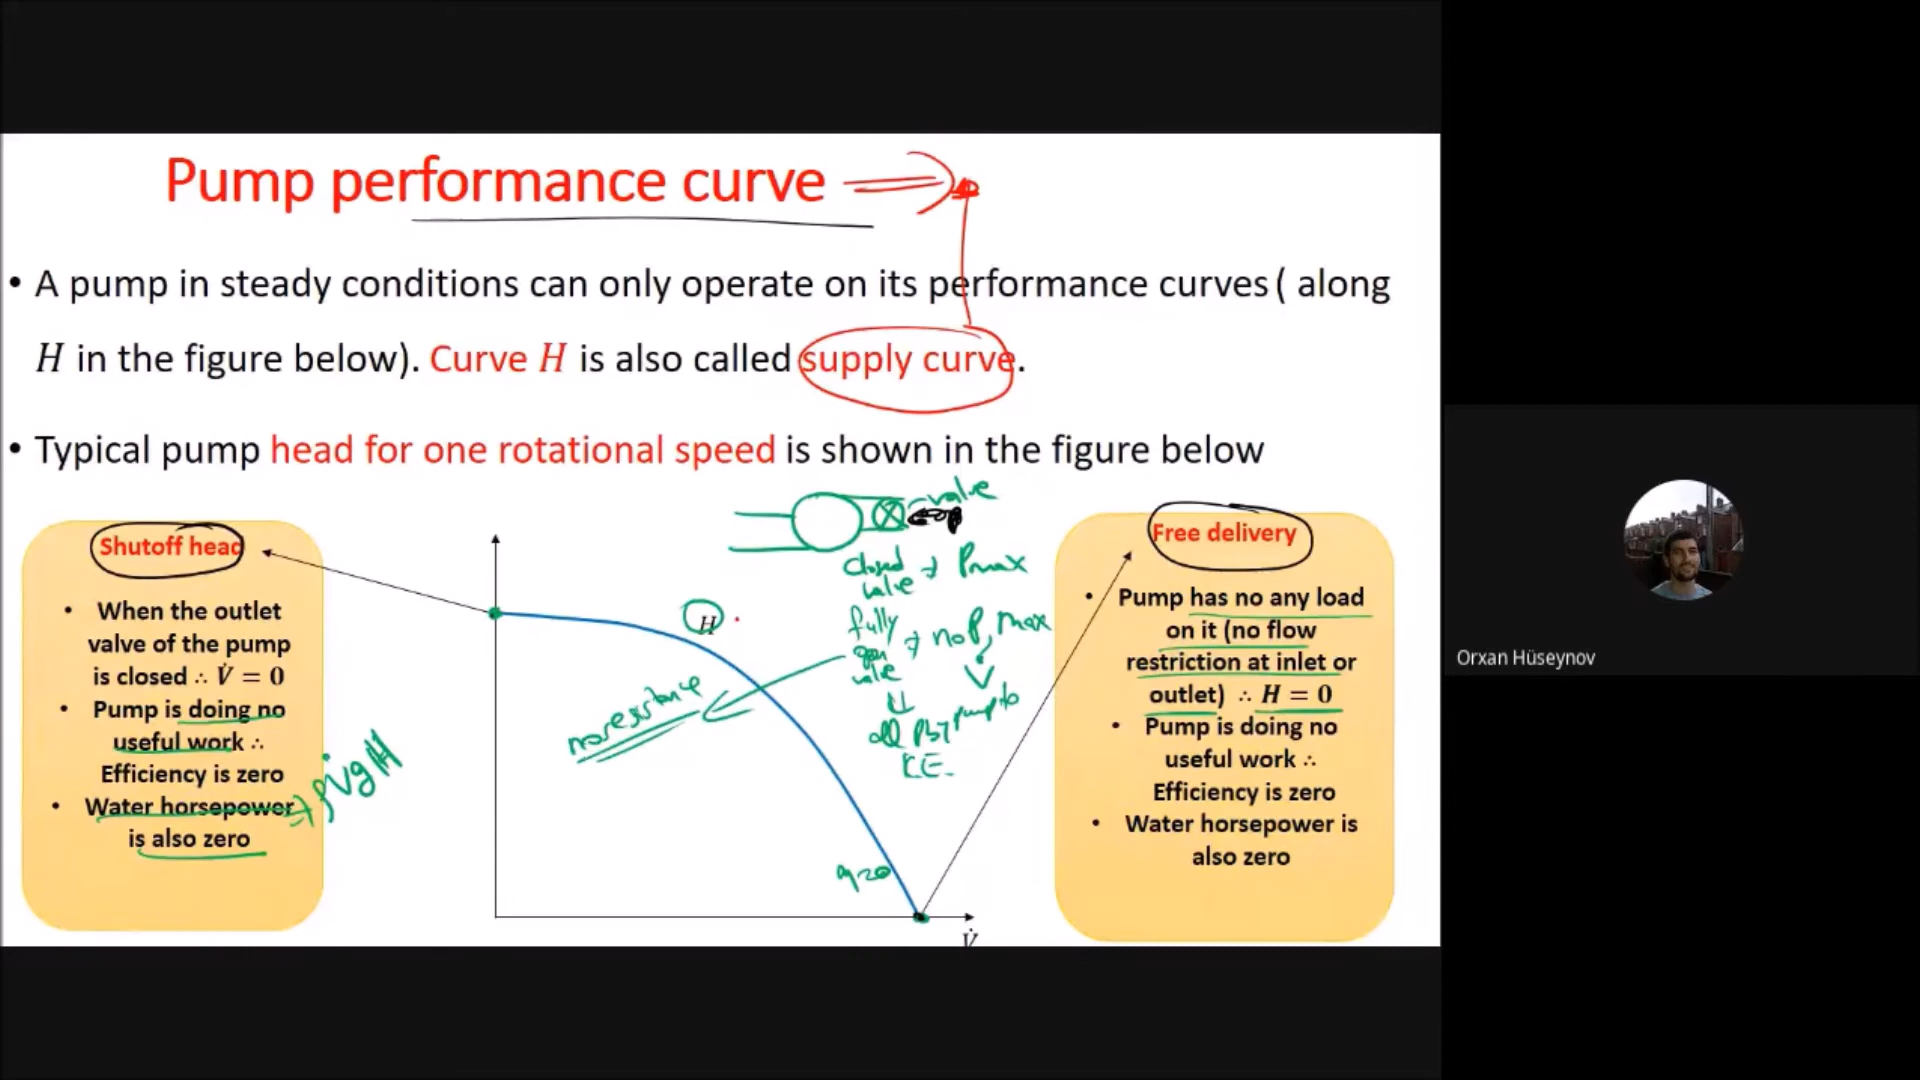 Pump performance curve
• A pump in steady conditions can only operate on its performance curves ( along
H in the figure below). Curve H is also called supply curve.
• Typical pump head for one rotational speed is shown in the figure below
Shutoff head
• When the outlet
valve of the pump
is closed ∴ V̇ = 0
• Pump is doing no
useful work ∴
Efficiency is zero
• Water horsepower
is also zero
ρV̇gH
H
V̇
valve
closed → Pmax
valve
fully → no P, max
open
valve
all P by pump to
K.E.
no resistance
Free delivery
• Pump has no any load
on it (no flow
restriction at inlet or
outlet) ∴ H = 0
• Pump is doing no
useful work ∴
Efficiency is zero
• Water horsepower is
also zero
Orxan Hüseynov